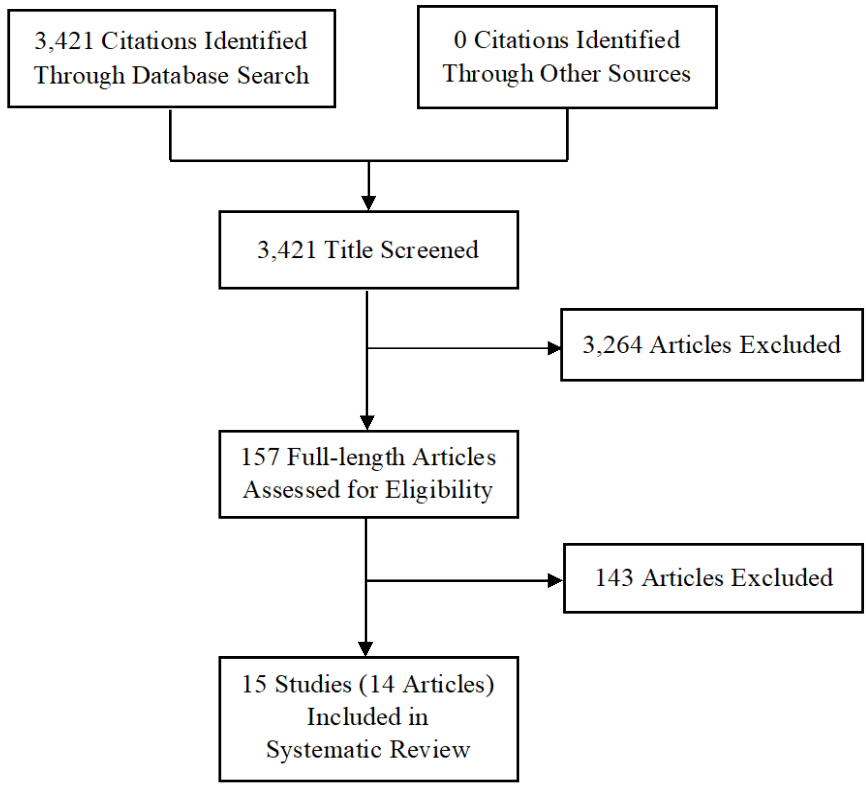 3,421 Citations Identified
Through Database Search
0 Citations Identified
Through Other Sources
3,421 Title Screened
3,264 Articles Excluded
157 Full-length Articles
Assessed for Eligibility
143 Articles Excluded
15 Studies (14 Articles)
Included in
Systematic Review